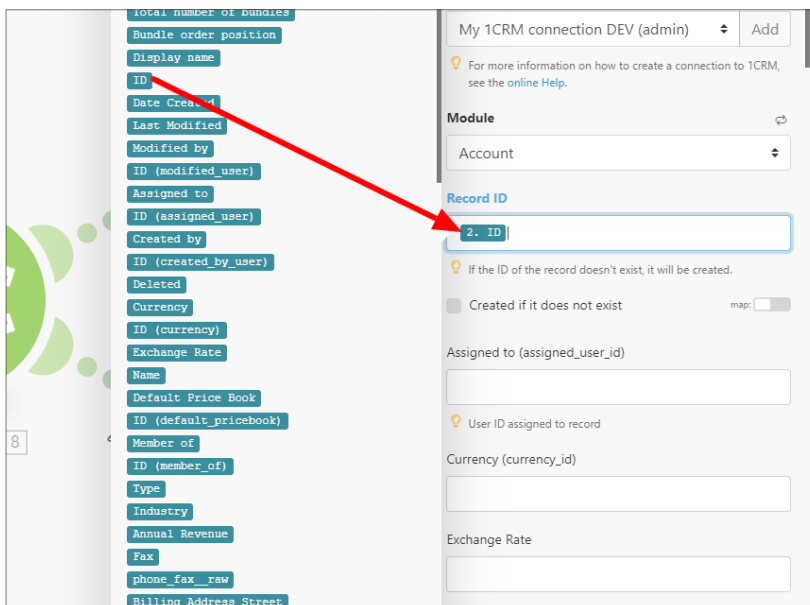 Total number of bundles
Bundle order position
Display name
ID
Date Created
Last Modified
Modified by
ID (modified_user)
Assigned to
ID (assigned_user)
Created by
ID (created_by_user)
Deleted
Currency
ID (currency)
Exchange Rate
Name
Default Price Book
ID (default_pricebook)
Member of
ID (member_of)
Type
Industry
Annual Revenue
Fax
phone_fax__raw
Billing Address Street
8
My 1CRM connection DEV (admin)
Add
For more information on how to create a connection to 1CRM,
see the online Help.
Module
Account
Record ID
2. ID
If the ID of the record doesn't exist, it will be created.
Created if it does not exist
map:
Assigned to (assigned_user_id)
User ID assigned to record
Currency (currency_id)
Exchange Rate